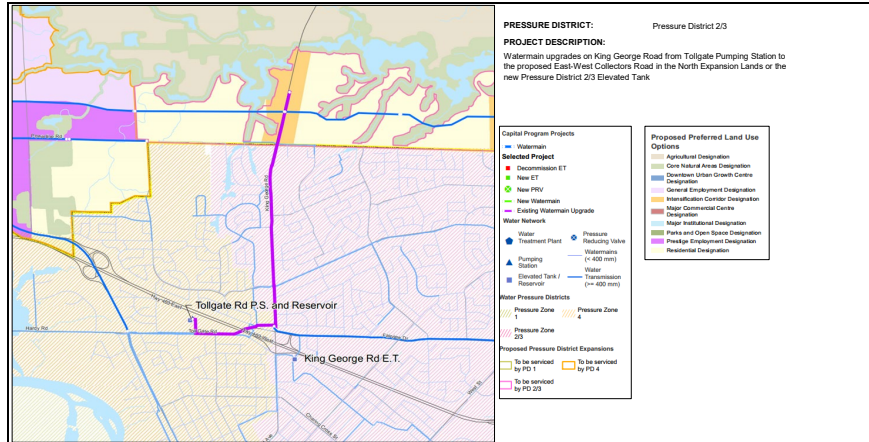 PRESSURE DISTRICT: Pressure District 2/3
PROJECT DESCRIPTION:
Watermain upgrades on King George Road from Tollgate Pumping Station to
the proposed East-West Collectors Road in the North Expansion Lands or the
new Pressure District 2/3 Elevated Tank
Capital Program Projects
Watermain
Selected Project
Decommission ET
New ET
New PRV
New Watermain
Existing Watermain Upgrade
Water Network
Water
Treatment Plant
Pressure
Reducing Valve
Pumping
Station
Watermains
(< 400 mm)
Elevated Tank /
Reservoir
Water
Transmission
(>= 400 mm)
Water Pressure Districts
Pressure Zone
1
Pressure Zone
4
Pressure Zone
2/3
Proposed Pressure District Expansions
To be serviced
by PD 1
To be serviced
by PD 4
To be serviced
by PD 2/3
Proposed Preferred Land Use
Options
Agricultural Designation
Core Natural Areas Designation
Downtown Urban Growth Centre
Designation
General Employment Designation
Intensification Corridor Designation
Major Commercial Centre
Designation
Major Institutional Designation
Parks and Open Space Designation
Prestige Employment Designation
Residential Designation
King George Rd
Tollgate Rd P.S. and Reservoir
Hardy Rd
King George Rd E.T.
West St